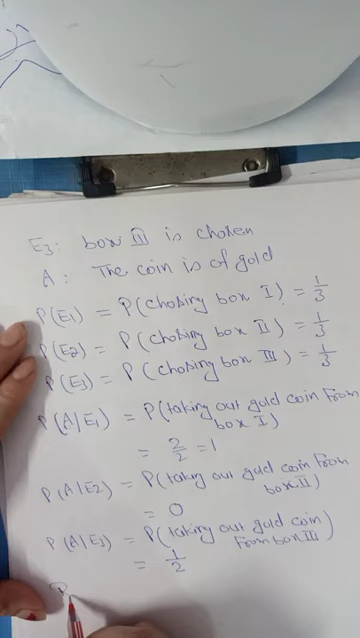 E3: box III is chosen
A: The coin is of gold
P(E1) = P(choosing box I) = 1/3
P(E2) = P(choosing box II) = 1/3
P(E3) = P(choosing box III) = 1/3
P(A/E1) = P(taking out gold coin from
box I)
= 2/2 = 1
P(A/E2) = P(taking out gold coin from
box II)
= 0
P(A/E3) = P(taking out gold coin
from box III)
= 1/2
P